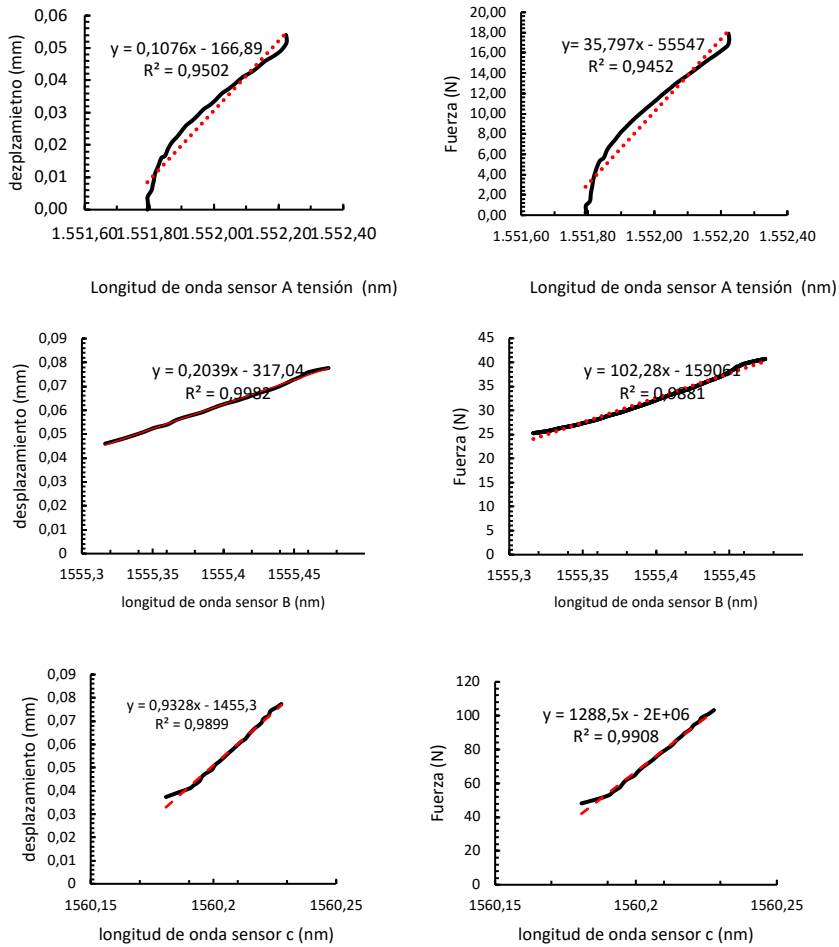 0,06
0,05
0,04
0,03
0,02
0,01
0,00
dezplzamietno (mm)
y = 0,1076x - 166,89
R² = 0,9502
1.551,60 1.551,80 1.552,00 1.552,20 1.552,40
Longitud de onda sensor A tensión (nm)
20,00
18,00
16,00
14,00
12,00
10,00
8,00
6,00
4,00
2,00
0,00
Fuerza (N)
y= 35,797x - 55547
R² = 0,9452
1.551,60 1.551,80 1.552,00 1.552,20 1.552,40
Longitud de onda sensor A tensión (nm)
0,09
0,08
0,07
0,06
0,05
0,04
0,03
0,02
0,01
0
desplazamiento (mm)
y = 0,2039x - 317,04
R² = 0,9982
1555,3 1555,35 1555,4 1555,45
longitud de onda sensor B (nm)
45
40
35
30
25
20
15
10
5
0
Fuerza (N)
y = 102,28x - 159061
R² = 0,9881
1555,3 1555,35 1555,4 1555,45
longitud de onda sensor B (nm)
0,09
0,08
0,07
0,06
0,05
0,04
0,03
0,02
0,01
0
desplazamiento (mm)
y = 0,9328x - 1455,3
R² = 0,9899
1560,15 1560,2 1560,25
longitud de onda sensor c (nm)
120
100
80
60
40
20
0
Fuerza (N)
y = 1288,5x - 2E+06
R² = 0,9908
1560,15 1560,2 1560,25
longitud de onda sensor c (nm)